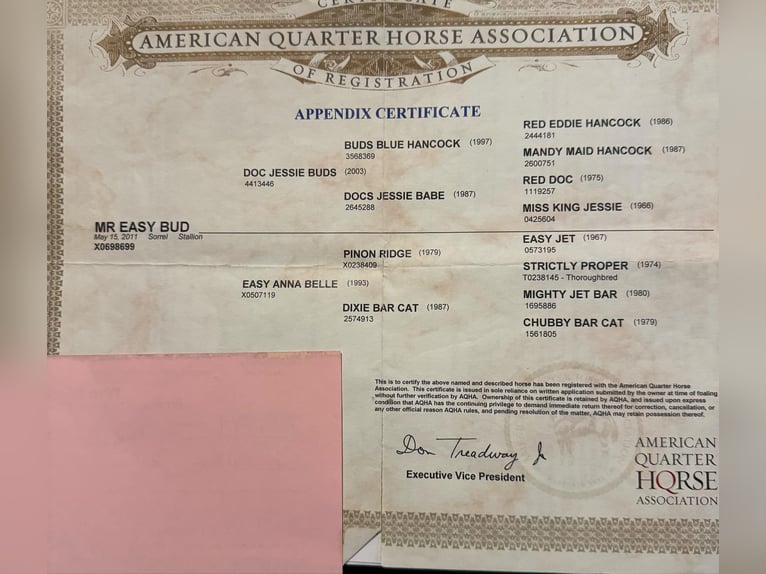 CERTIFICATE
AMERICAN QUARTER HORSE ASSOCIATION
OF REGISTRATION
APPENDIX CERTIFICATE
RED EDDIE HANCOCK (1986)
2444181
BUDS BLUE HANCOCK (1997)
3568369
MANDY MAID HANCOCK (1987)
2600751
DOC JESSIE BUDS (2003)
4413446
RED DOC (1975)
1119257
DOCS JESSIE BABE (1987)
2645288
MISS KING JESSIE (1966)
0425604
MR EASY BUD
May 15, 2011 Sorrel Stallion
X0698699
EASY JET (1967)
0573195
PINON RIDGE (1979)
X0238409
STRICTLY PROPER (1974)
T0238145 - Thoroughbred
EASY ANNA BELLE (1993)
X0507119
MIGHTY JET BAR (1980)
1695886
DIXIE BAR CAT (1987)
2574913
CHUBBY BAR CAT (1979)
1561805
This is to certify the above named and described horse has been registered with the American Quarter Horse
Association. This certificate is issued in sole reliance on written application submitted by the owner at time of foaling
without further verification by AQHA. Ownership of this certificate is retained by AQHA, and issued upon express
condition that AQHA has the continuing privilege to demand immediate return thereof for correction, cancellation, or
any other official reason AQHA rules, and pending resolution of the matter, AQHA may retain possession thereof.
Don Treadway Jr
Executive Vice President
AMERICAN
QUARTER
HORSE
ASSOCIATION